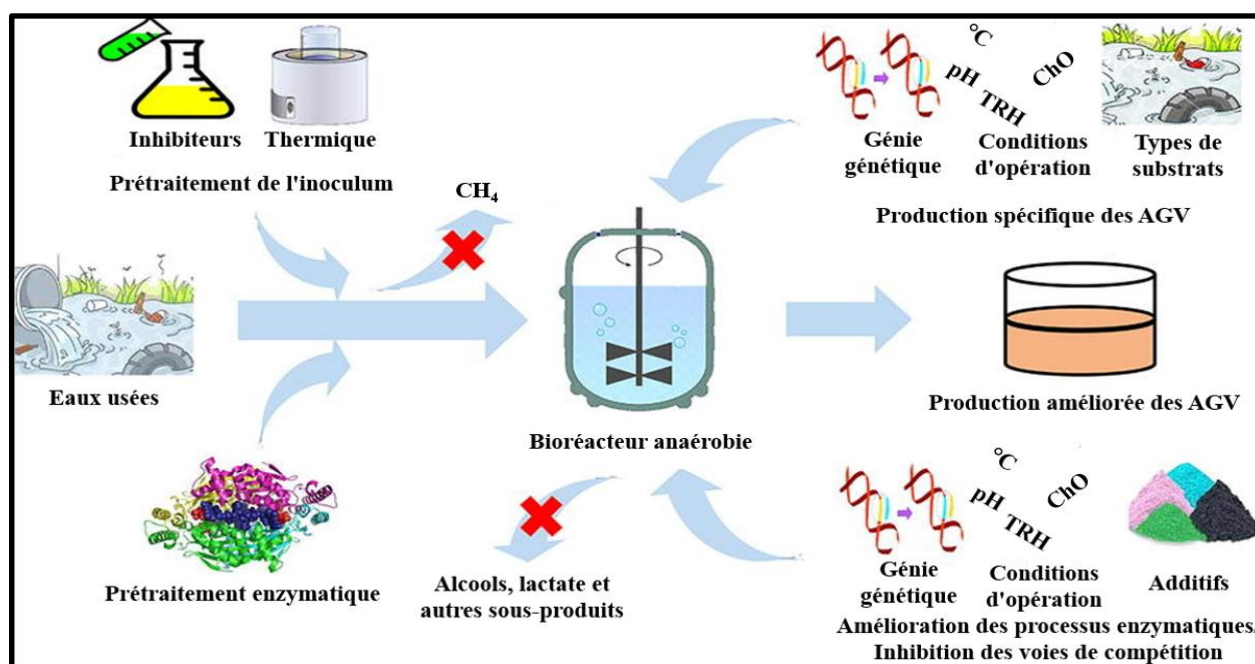 Inhibiteurs
Thermique
Prétraitement de l'inoculum
CH4
°C
pH
ChO
TRH
Génie
génétique
Conditions
d'opération
Types de
substrats
Production spécifique des AGV
Eaux usées
Bioréacteur anaérobie
Production améliorée des AGV
Prétraitement enzymatique
Alcools, lactate et
autres sous-produits
°C
pH
ChO
TRH
Génie
génétique
Conditions
d'opération
Additifs
Amélioration des processus enzymatiques.
Inhibition des voies de compétition